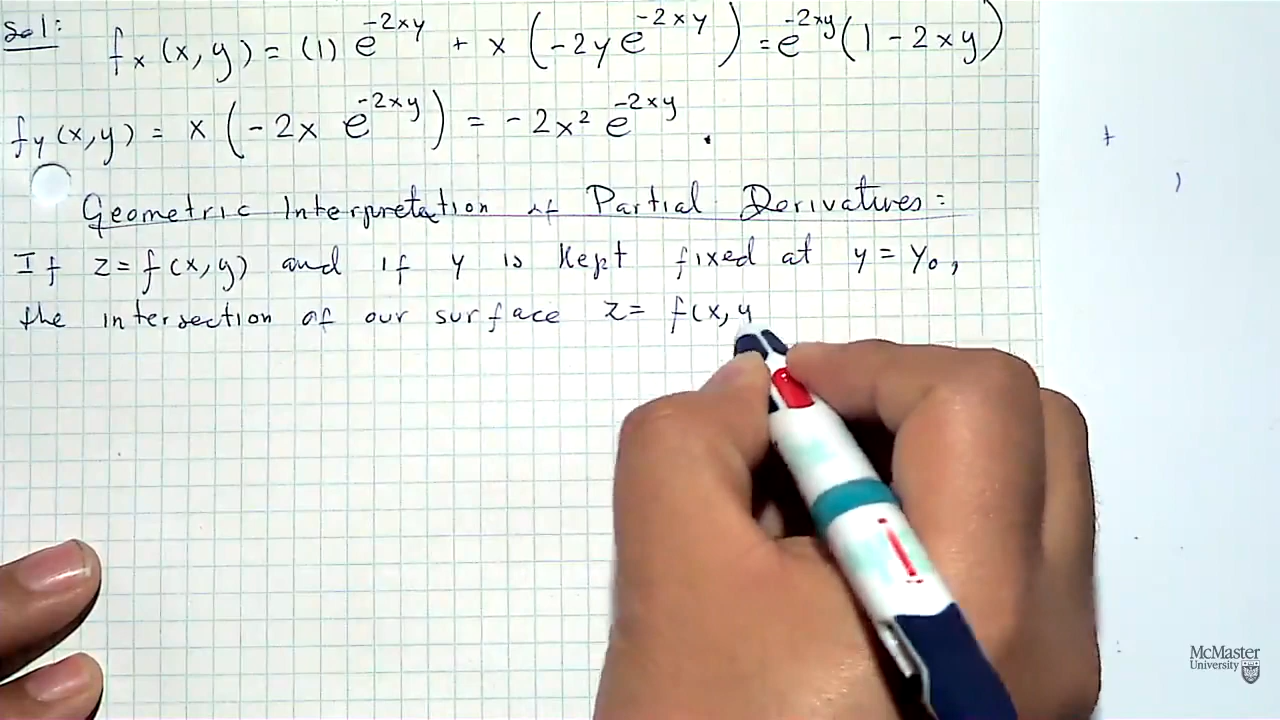 Sol: fx (x, y) = (1) e^{-2xy} + x (-2y e^{-2xy}) = e^{-2xy} (1 - 2xy)
fy (x, y) = x (-2x e^{-2xy}) = -2x² e^{-2xy} .
Geometric Interpretation of Partial Derivatives:
If z = f(x, y) and if y is kept fixed at y = y₀,
the intersection of our surface z = f(x, y
McMaster
University